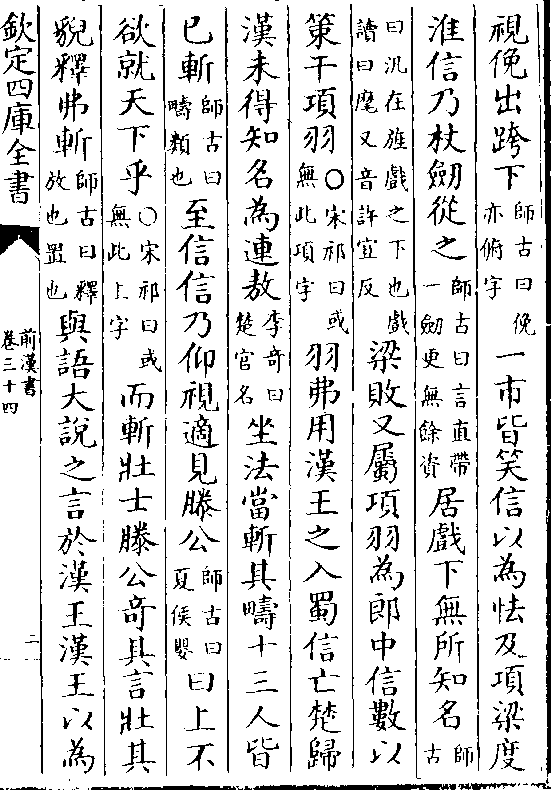 視俛出跨下師古曰俛亦俯字一市皆笑信以為怯及項梁度
淮信乃杖劒從之師古曰言直帶一劒更無餘資居戲下無所知名師古
曰汎在旌戲之下也戲讀曰麾又音許宜反梁敗又屬項羽為郎中信數以
策干項羽〇宋祁曰或無此項字羽弗用漢王之入蜀信亡楚歸
漢未得知名為連敖李奇曰楚官名坐法當斬其疇十三人皆
已斬師古曰疇類也至信信乃仰視適見滕公師古曰夏侯嬰曰上不
欲就天下乎〇宋祁曰或無此上字而斬壯士滕公奇其言壯其
貌釋弗斬師古曰釋放也置也與語大說之言於漢王漢王以為
欽定四庫全書
前漢書
卷三十四
二